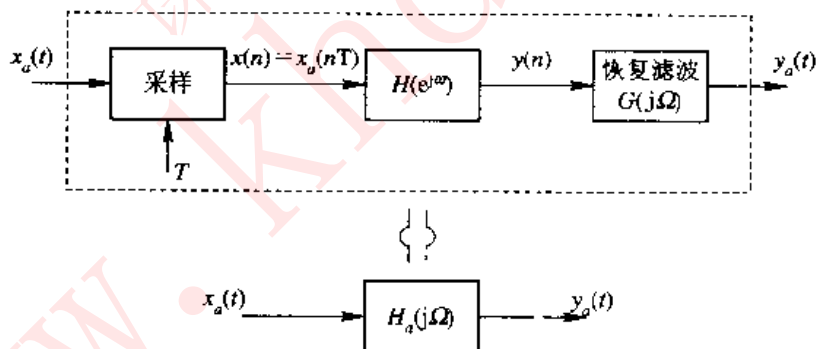 x_a(t)
采样
x(n)=x_a(nT)
H(e^{jω})
y(n)
恢复滤波
G(jΩ)
y_a(t)
T
x_a(t)
H_a(jΩ)
y_a(t)